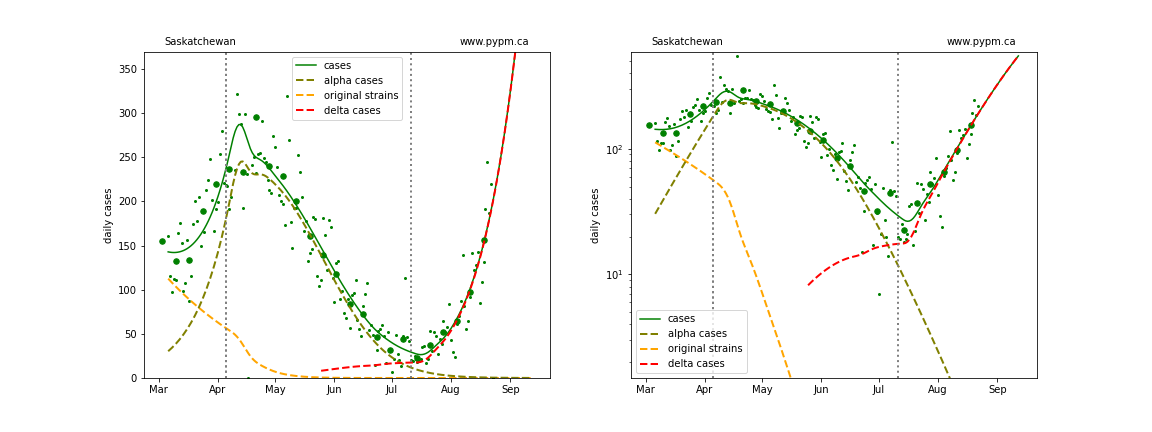 Saskatchewan www.pypm.ca
350
300
250
200
150
100
50
0
daily cases
cases
alpha cases
original strains
delta cases
Mar Apr May Jun Jul Aug Sep
Saskatchewan www.pypm.ca
10²
10¹
daily cases
cases
alpha cases
original strains
delta cases
Mar Apr May Jun Jul Aug Sep